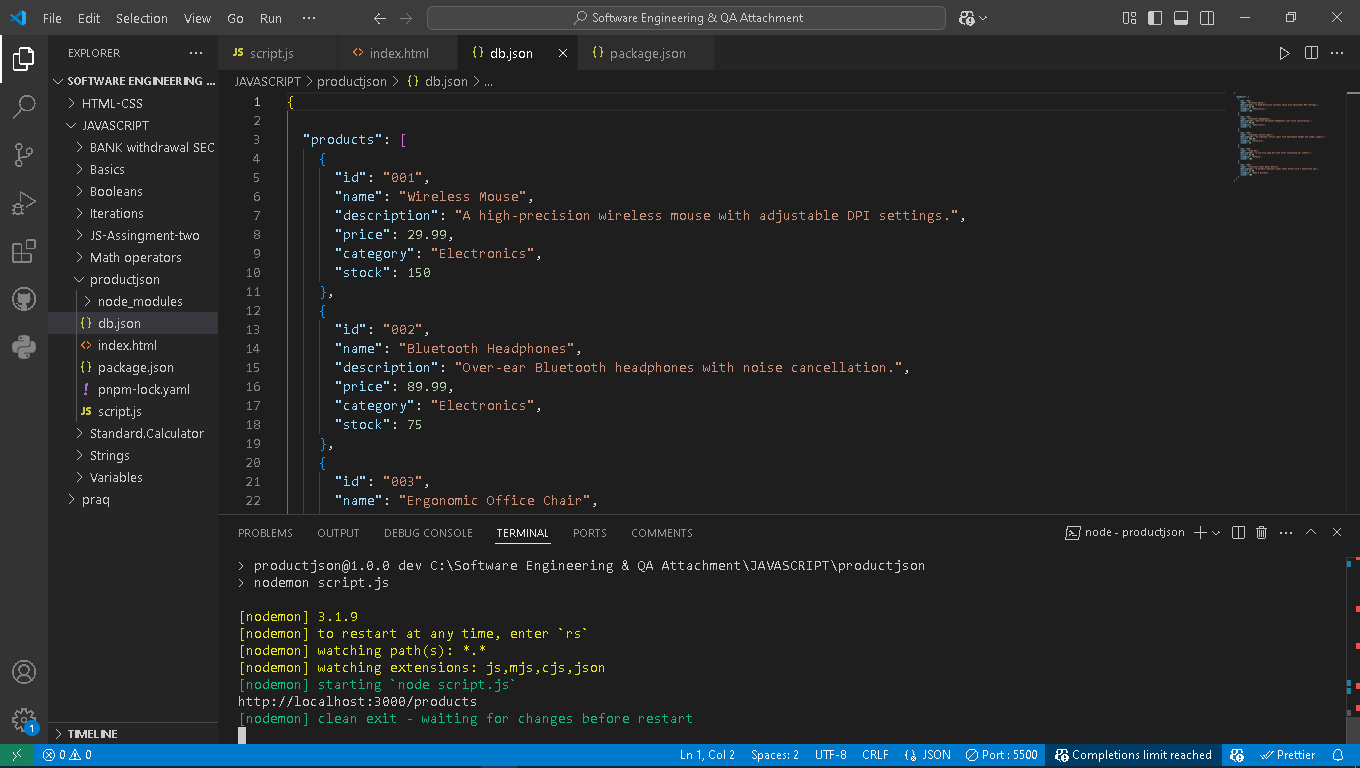 File Edit Selection View Go Run ··· Software Engineering & QA Attachment
EXPLORER ···
SOFTWARE ENGINEERING ...
HTML-CSS
JAVASCRIPT
BANK withdrawal SEC
Basics
Booleans
Iterations
JS-Assingment-two
Math operators
productjson
node_modules
{} db.json
<> index.html
{} package.json
! pnpm-lock.yaml
JS script.js
Standard.Calculator
Strings
Variables
praq
TIMELINE
JS script.js <> index.html {} db.json {} package.json
JAVASCRIPT > productjson > {} db.json > ...
1 {
2
3 "products": [
4 {
5 "id": "001",
6 "name": "Wireless Mouse",
7 "description": "A high-precision wireless mouse with adjustable DPI settings.",
8 "price": 29.99,
9 "category": "Electronics",
10 "stock": 150
11 },
12 {
13 "id": "002",
14 "name": "Bluetooth Headphones",
15 "description": "Over-ear Bluetooth headphones with noise cancellation.",
16 "price": 89.99,
17 "category": "Electronics",
18 "stock": 75
19 },
20 {
21 "id": "003",
22 "name": "Ergonomic Office Chair",
PROBLEMS OUTPUT DEBUG CONSOLE TERMINAL PORTS COMMENTS node - productjson
> productjson@1.0.0 dev C:\Software Engineering & QA Attachment\JAVASCRIPT\productjson
> nodemon script.js
[nodemon] 3.1.9
[nodemon] to restart at any time, enter `rs`
[nodemon] watching path(s): *.*
[nodemon] watching extensions: js,mjs,cjs,json
[nodemon] starting `node script.js`
http://localhost:3000/products
[nodemon] clean exit - waiting for changes before restart
1
0 0 Ln 1, Col 2 Spaces: 2 UTF-8 CRLF {} JSON Port : 5500 Completions limit reached Prettier